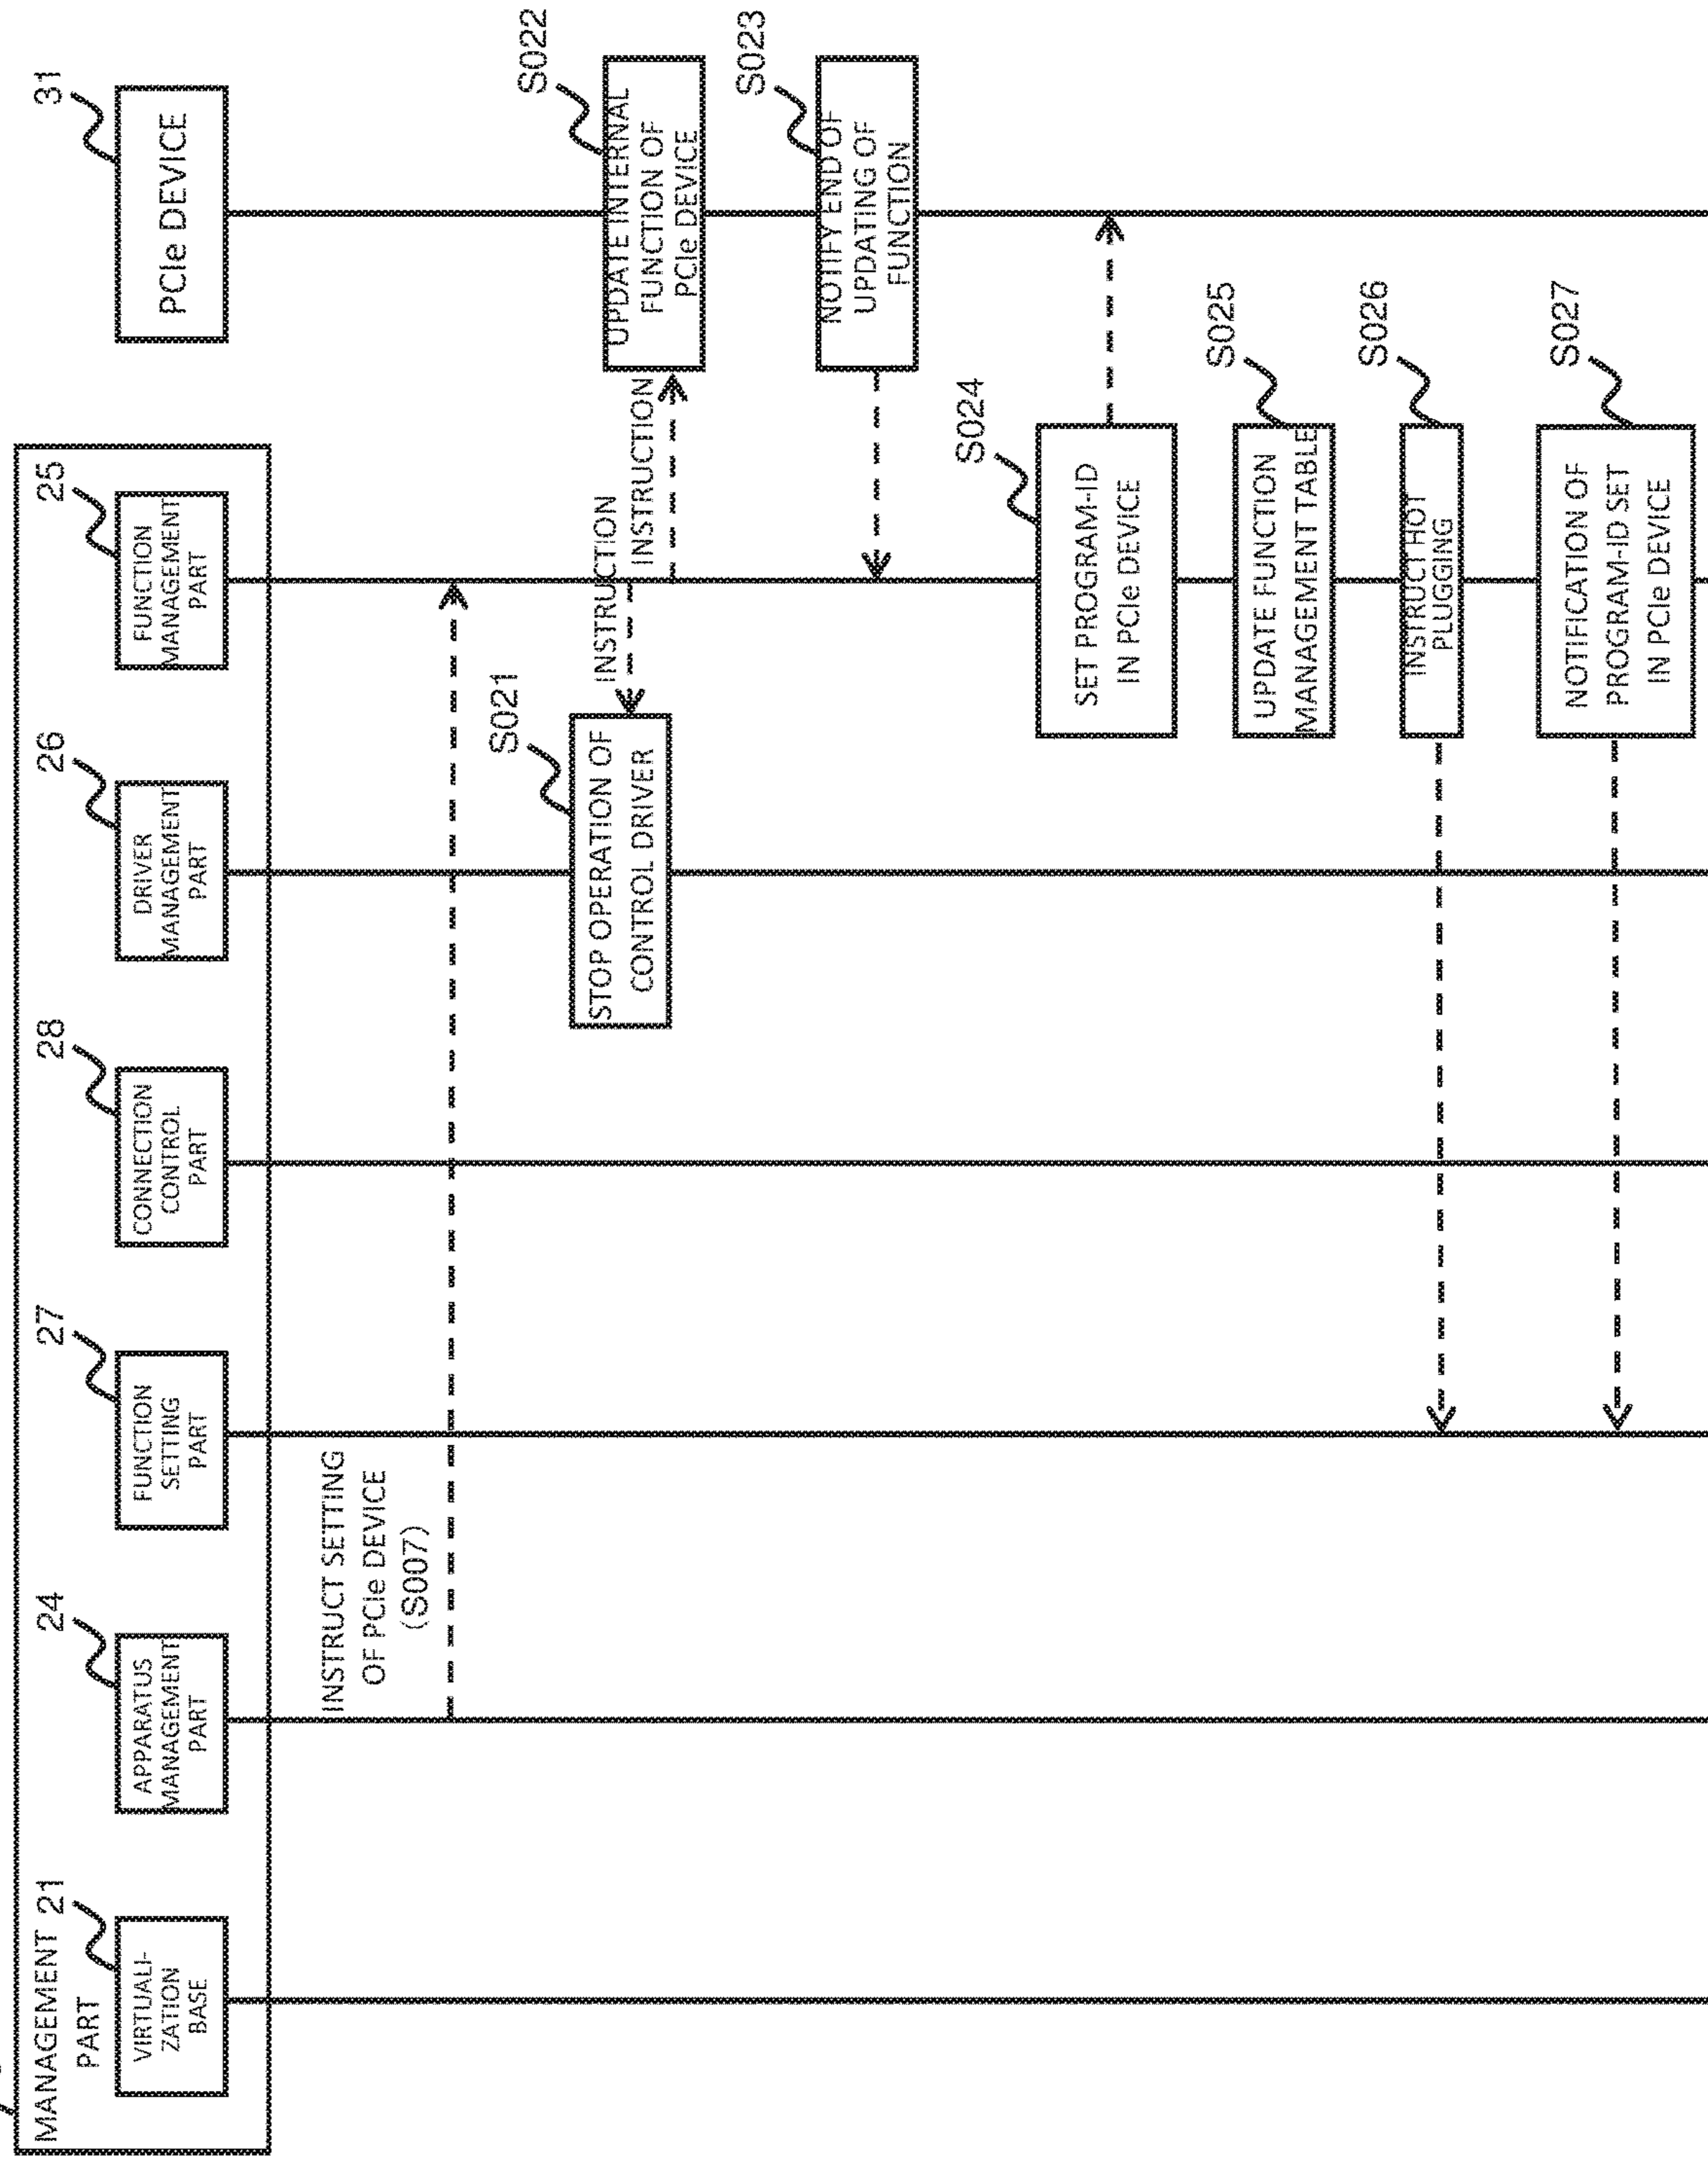 MANAGEMENT
PART
21
VIRTUALI-
ZATION
BASE
24
APPARATUS
MANAGEMENT
PART
27
FUNCTION
SETTING
PART
28
CONNECTION
CONTROL
PART
26
DRIVER
MANAGEMENT
PART
25
FUNCTION
MANAGEMENT
PART
31
PCIe DEVICE
INSTRUCT SETTING
OF PCIe DEVICE
(S007)
S021
STOP OPERATION OF
CONTROL DRIVER
INSTRUCTION
INSTRUCTION
S022
UPDATE INTERNAL
FUNCTION OF
PCIe DEVICE
S023
NOTIFY END OF
UPDATING OF
FUNCTION
S024
SET PROGRAM-ID
IN PCIe DEVICE
S025
UPDATE FUNCTION
MANAGEMENT TABLE
S026
INSTRUCT HOT
PLUGGING
S027
NOTIFICATION OF
PROGRAM-ID SET
IN PCIe DEVICE